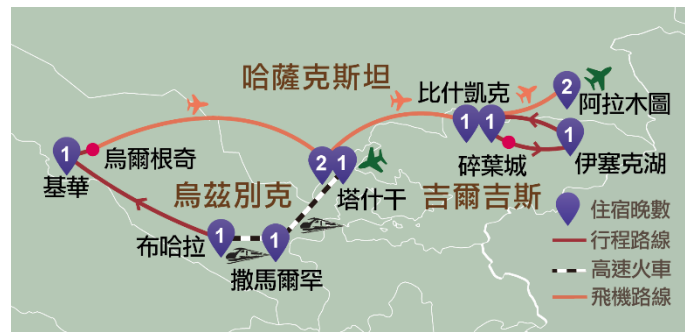 哈薩克斯坦
比什凱克
2
阿拉木圖
1
1
1
烏爾根奇
1
基華
2
1
塔什干
碎葉城
伊塞克湖
烏茲別克
吉爾吉斯
布哈拉
1
1
撒馬爾罕
住宿晚數
行程路線
高速火車
飛機路線